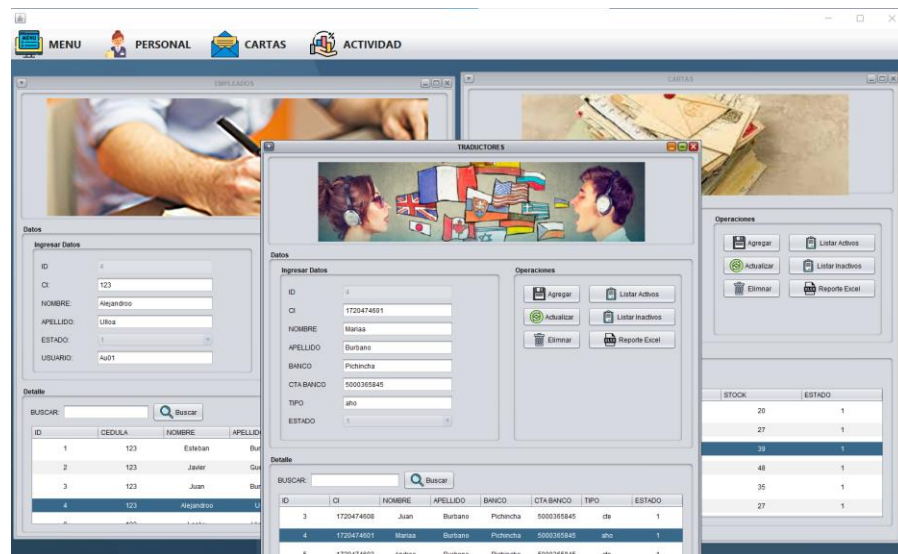 MENU PERSONAL CARTAS ACTIVIDAD
EMPLEADOS
Datos
Ingresar Datos
ID 4
CI: 123
NOMBRE: Alejandroo
APELLIDO: Ulloa
ESTADO: 1
USUARIO: Au01
Detalle
BUSCAR: Buscar
ID CEDULA NOMBRE
1 123 Esteban
2 123 Javier
3 123 Juan
4 123 Alejandroo
TRADUCTORES
Datos
Ingresar Datos
ID 4
CI 1720474601
NOMBRE Mariaa
APELLIDO Burbano
BANCO Pichincha
CTA BANCO 5000365845
TIPO aho
ESTADO 1
Operaciones
Agregar Listar Activos
Actualizar Listar Inactivos
Elimnar Reporte Excel
Detalle
BUSCAR: Buscar
ID CI NOMBRE APELLIDO BANCO CTA BANCO TIPO ESTADO
3 1720474608 Juan Burbano Pichincha 5000365845 cte 1
4 1720474601 Mariaa Burbano Pichincha 5000365845 aho 1
CARTAS
Operaciones
Agregar Listar Activos
Actualizar Listar Inactivos
Elimnar Reporte Excel
STOCK ESTADO
20 1
27 1
39 1
48 1
35 1
27 1